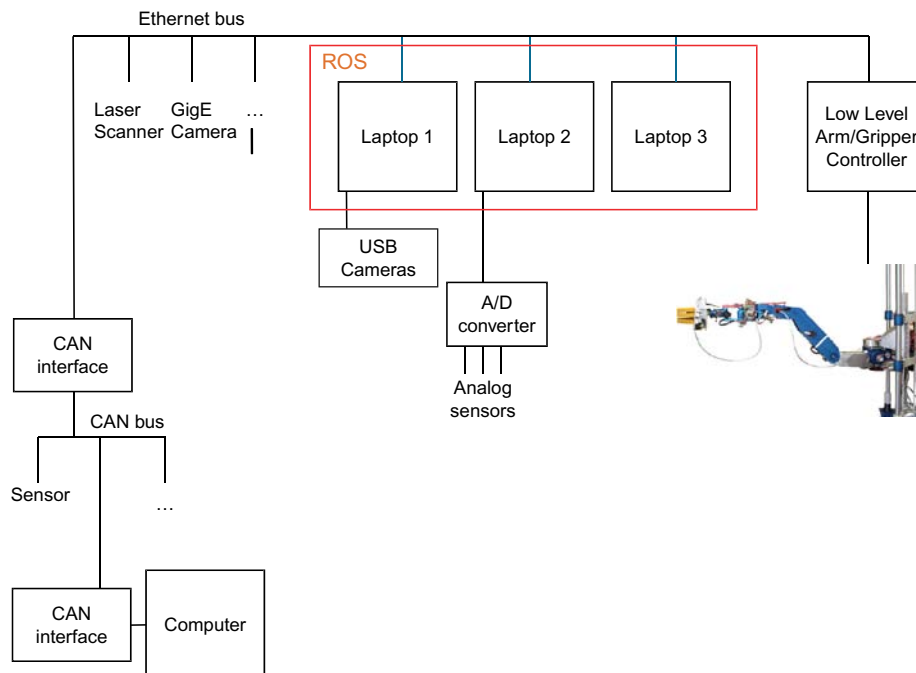 Ethernet bus
ROS
Laser
Scanner
GigE
Camera
…
Laptop 1
Laptop 2
Laptop 3
Low Level
Arm/Gripper
Controller
USB
Cameras
A/D
converter
Analog
sensors
CAN
interface
CAN bus
Sensor
…
CAN
interface
Computer